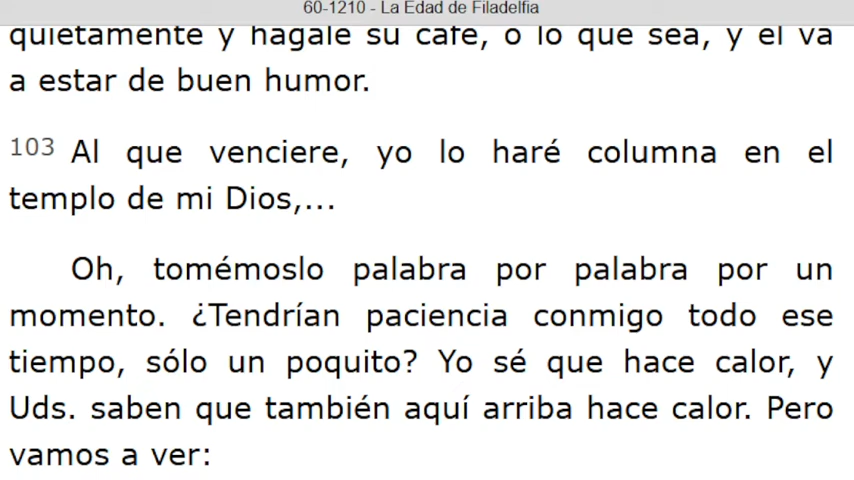 60-1210 - La Edad de Filadelfia
quietamente y hágale su café, o lo que sea, y él va
a estar de buen humor.
103 Al que venciere, yo lo haré columna en el
templo de mi Dios,...
Oh, tomémoslo palabra por palabra por un
momento. ¿Tendrían paciencia conmigo todo ese
tiempo, sólo un poquito? Yo sé que hace calor, y
Uds. saben que también aquí arriba hace calor. Pero
vamos a ver: